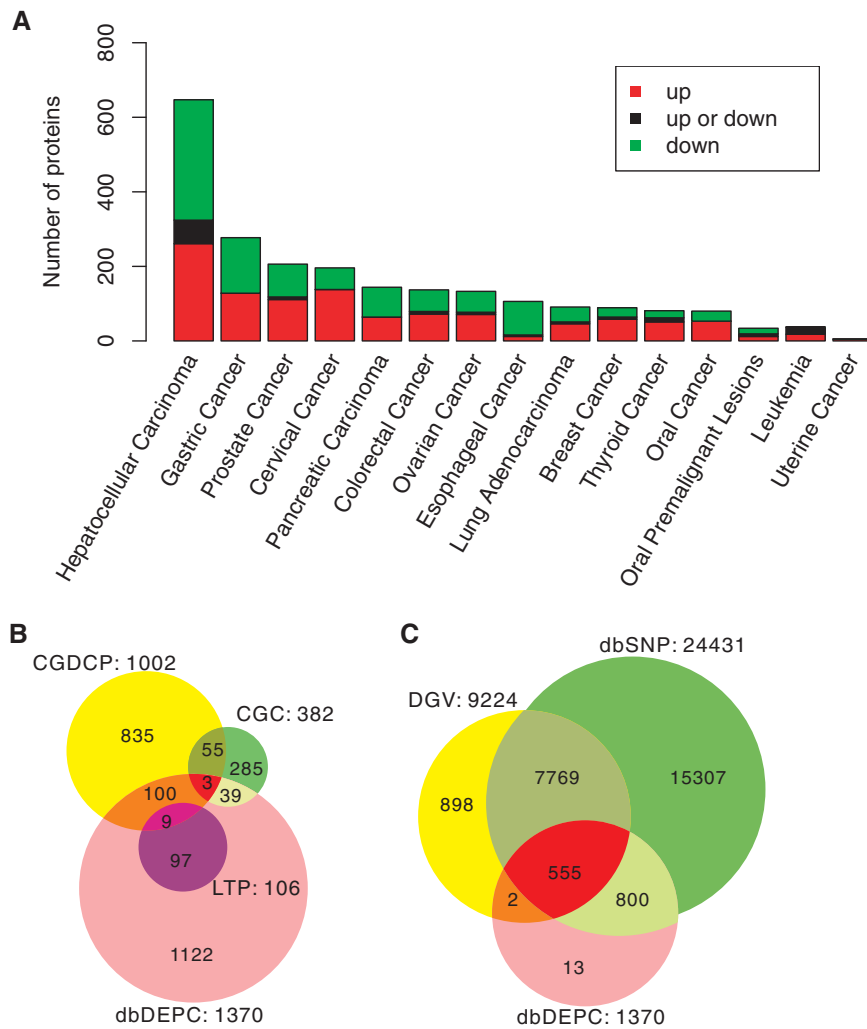 A
Number of proteins
800
600
400
200
0
up
up or down
down
Hepatocellular Carcinoma
Gastric Cancer
Prostate Cancer
Cervical Cancer
Pancreatic Carcinoma
Colorectal Cancer
Ovarian Cancer
Esophageal Cancer
Lung Adenocarcinoma
Breast Cancer
Thyroid Cancer
Oral Cancer
Oral Premalignant Lesions
Leukemia
Uterine Cancer
B
CGDCP: 1002
CGC: 382
835
55
285
3
100
39
9
97
LTP: 106
1122
dbDEPC: 1370
C
dbSNP: 24431
DGV: 9224
7769
15307
898
555
2
800
13
dbDEPC: 1370